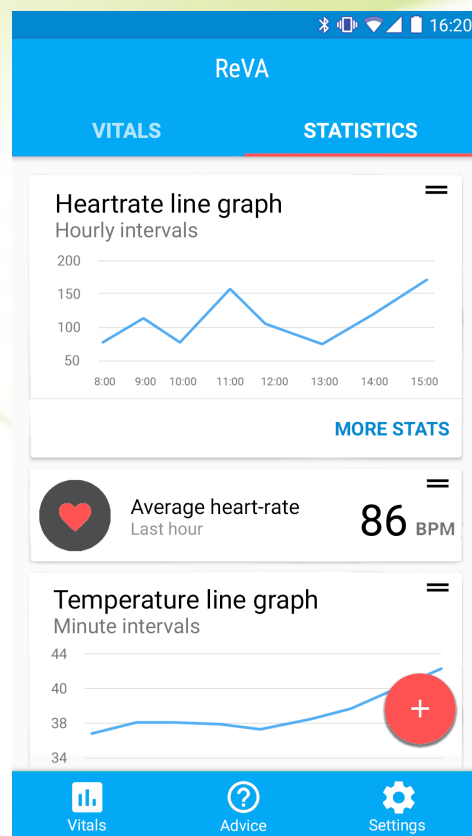 16:20
ReVA
VITALS STATISTICS
Heartrate line graph
Hourly intervals
200
150
100
50
8:00 9:00 10:00 11:00 12:00 13:00 14:00 15:00
MORE STATS
Average heart-rate
Last hour
86 BPM
Temperature line graph
Minute intervals
44
40
38
34
Vitals Advice Settings